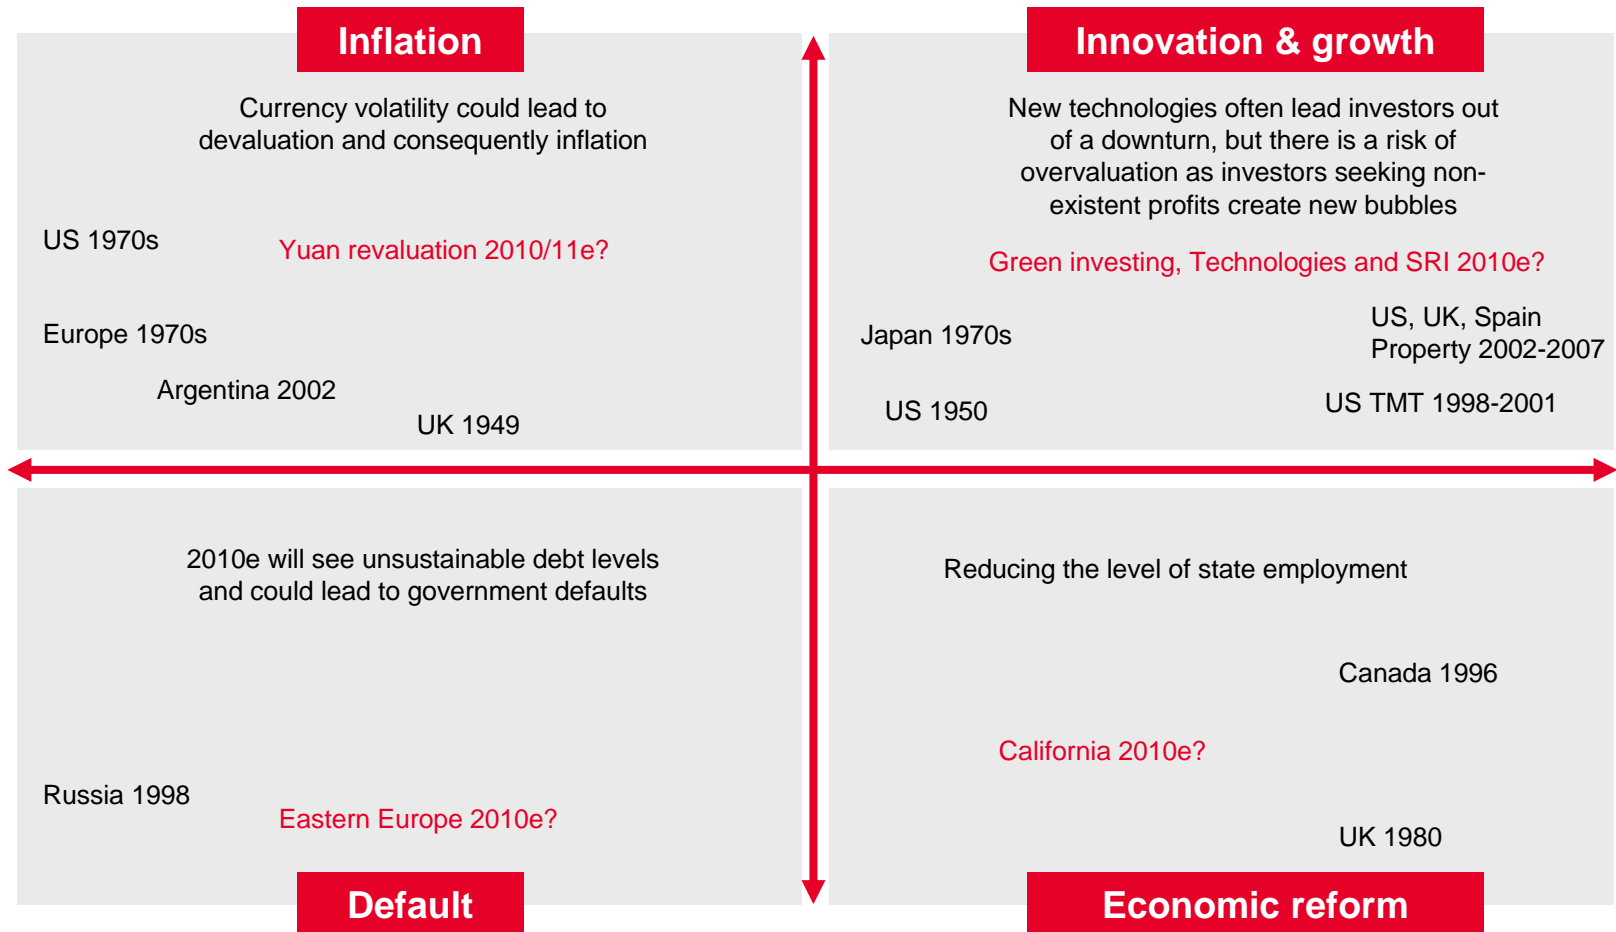 Inflation
Currency volatility could lead to
devaluation and consequently inflation
US 1970s
Yuan revaluation 2010/11e?
Europe 1970s
Argentina 2002
UK 1949
Innovation & growth
New technologies often lead investors out
of a downturn, but there is a risk of
overvaluation as investors seeking non-
existent profits create new bubbles
Green investing, Technologies and SRI 2010e?
Japan 1970s
US, UK, Spain
Property 2002-2007
US 1950
US TMT 1998-2001
2010e will see unsustainable debt levels
and could lead to government defaults
Russia 1998
Eastern Europe 2010e?
Default
Reducing the level of state employment
Canada 1996
California 2010e?
UK 1980
Economic reform